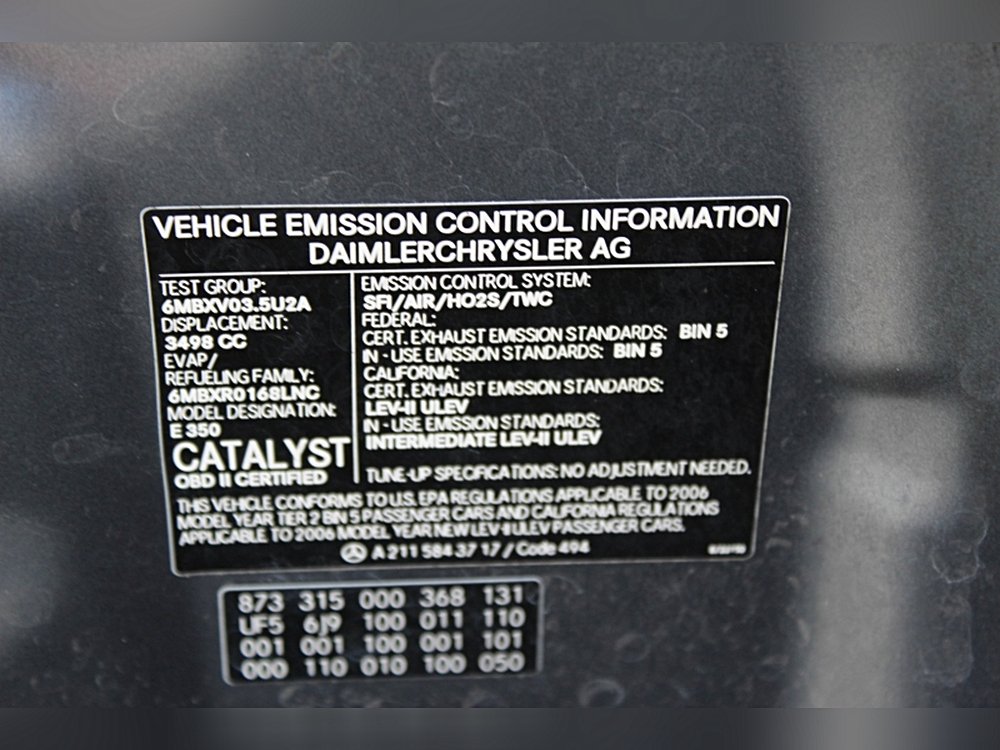 VEHICLE EMISSION CONTROL INFORMATION
DAIMLERCHRYSLER AG
TEST GROUP:
6MBXV03.5U2A
DISPLACEMENT:
3498 CC
EVAP/
REFUELING FAMILY:
6MBXR0168LNC
MODEL DESIGNATION:
E 350
CATALYST
OBD II CERTIFIED
EMISSION CONTROL SYSTEM:
SFI/AIR/HO2S/TWC
FEDERAL:
CERT. EXHAUST EMISSION STANDARDS: BIN 5
IN - USE EMISSION STANDARDS: BIN 5
CALIFORNIA:
CERT. EXHAUST EMISSION STANDARDS:
LEV-II ULEV
IN - USE EMISSION STANDARDS:
INTERMEDIATE LEV-II ULEV
TUNE-UP SPECIFICATIONS: NO ADJUSTMENT NEEDED.
THIS VEHICLE CONFORMS TO U.S. EPA REGULATIONS APPLICABLE TO 2006
MODEL YEAR TIER 2 BIN 5 PASSENGER CARS AND CALIFORNIA REGULATIONS
APPLICABLE TO 2006 MODEL YEAR NEW LEV-II ULEV PASSENGER CARS.
A 211 584 37 17 / Code 494
873 315 000 368 131
UF5 6J9 100 011 110
001 001 100 001 101
000 110 010 100 050